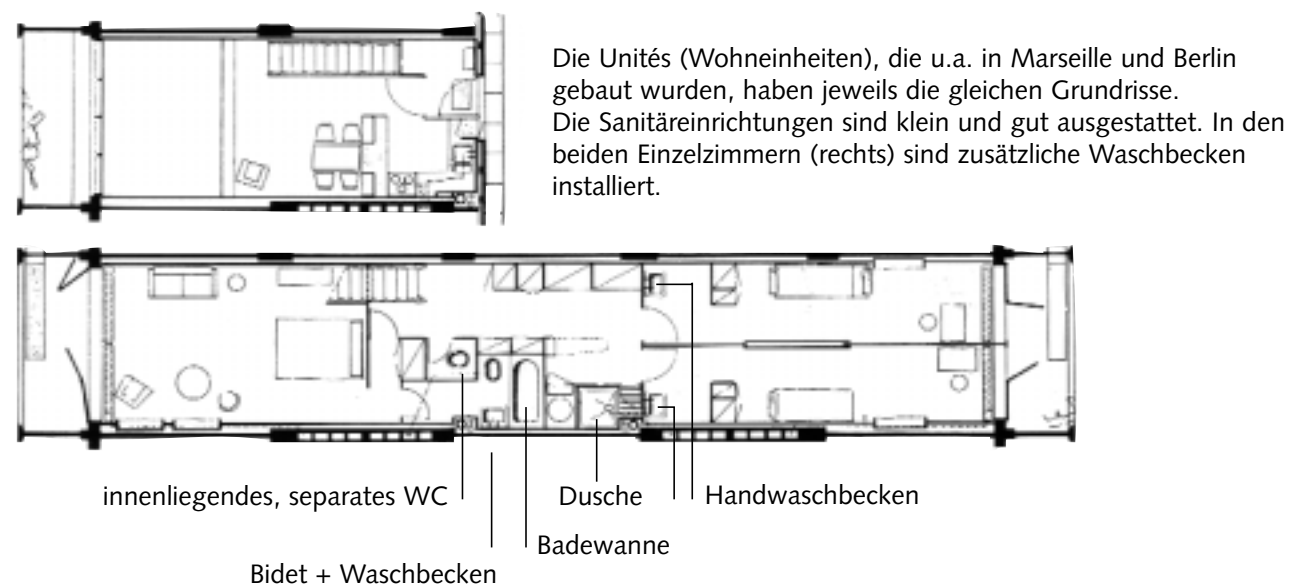 Die Unités (Wohneinheiten), die u.a. in Marseille und Berlin
gebaut wurden, haben jeweils die gleichen Grundrisse.
Die Sanitäreinrichtungen sind klein und gut ausgestattet. In den
beiden Einzelzimmern (rechts) sind zusätzliche Waschbecken
installiert.
innenliegendes, separates WC
Dusche
Handwaschbecken
Badewanne
Bidet + Waschbecken